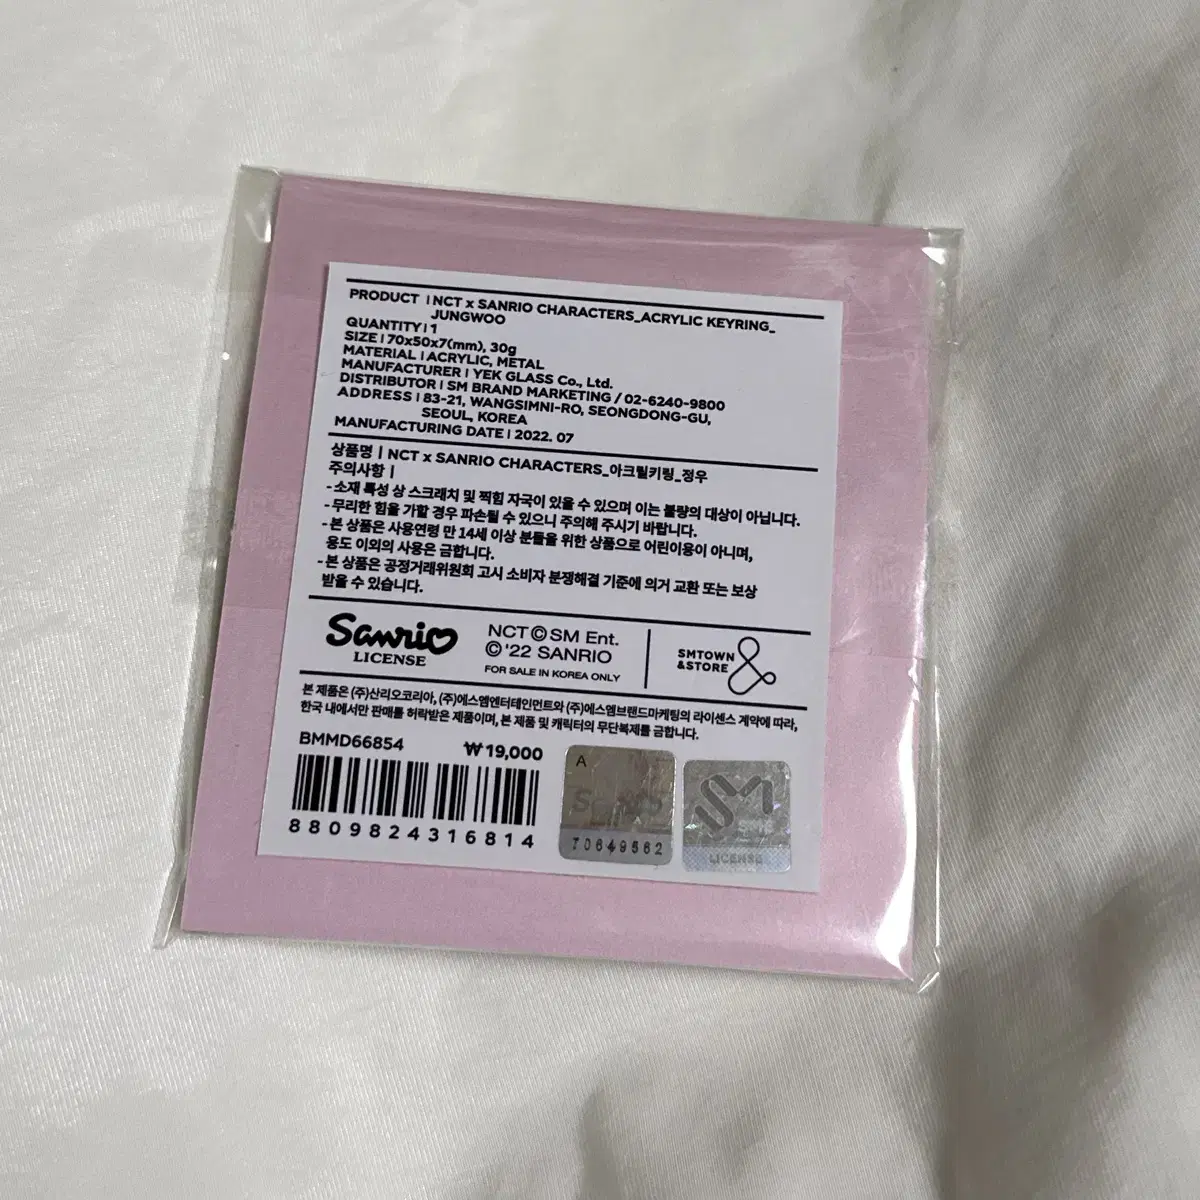 PRODUCT | NCT x SANRIO CHARACTERS_ACRYLIC KEYRING_
JUNGWOO
QUANTITY | 1
SIZE | 70x50x7(mm), 30g
MATERIAL | ACRYLIC, METAL
MANUFACTURER | YEK GLASS Co., Ltd.
DISTRIBUTOR | SM BRAND MARKETING / 02-6240-9800
ADDRESS | 83-21, WANGSIMNI-RO, SEONGDONG-GU,
SEOUL, KOREA
MANUFACTURING DATE | 2022. 07
상품명 | NCT x SANRIO CHARACTERS_아크릴키링_정우
주의사항 |
- 소재 특성 상 스크래치 및 찍힘 자국이 있을 수 있으며 이는 불량의 대상이 아닙니다.
- 무리한 힘을 가할 경우 파손될 수 있으니 주의해 주시기 바랍니다.
- 본 상품은 사용연령 만 14세 이상 분들을 위한 상품으로 어린이용이 아니며,
용도 이외의 사용은 금합니다.
- 본 상품은 공정거래위원회 고시 소비자 분쟁해결 기준에 의거 교환 또는 보상
받을 수 있습니다.
Sanrio
LICENSE
NCT©SM Ent.
©'22 SANRIO
FOR SALE IN KOREA ONLY
SMTOWN
&STORE
본 제품은 (주)산리오코리아, (주)에스엠엔터테인먼트와 (주)에스엠브랜드마케팅의 라이센스 계약에 따라,
한국 내에서만 판매를 허락받은 제품이며, 본 제품 및 캐릭터의 무단복제를 금합니다.
BMMD66854 ₩19,000
8809824316814
A
Sanrio
70649562
SM
LICENSE